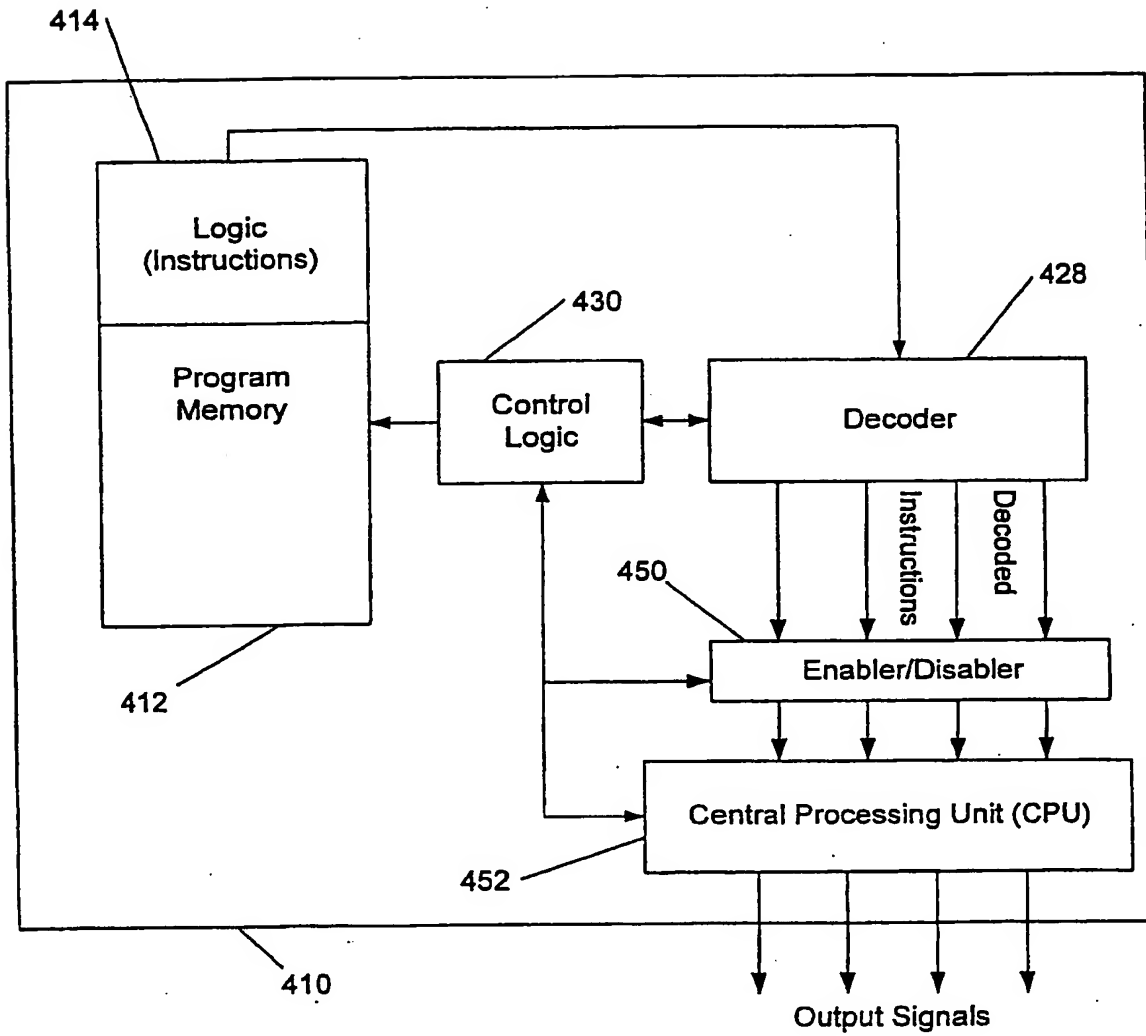 414
Logic
(Instructions)
428
430
Program
Memory
Control
Logic
Decoder
Instructions
Decoded
450
Enabler/Disabler
412
Central Processing Unit (CPU)
452
410
Output Signals